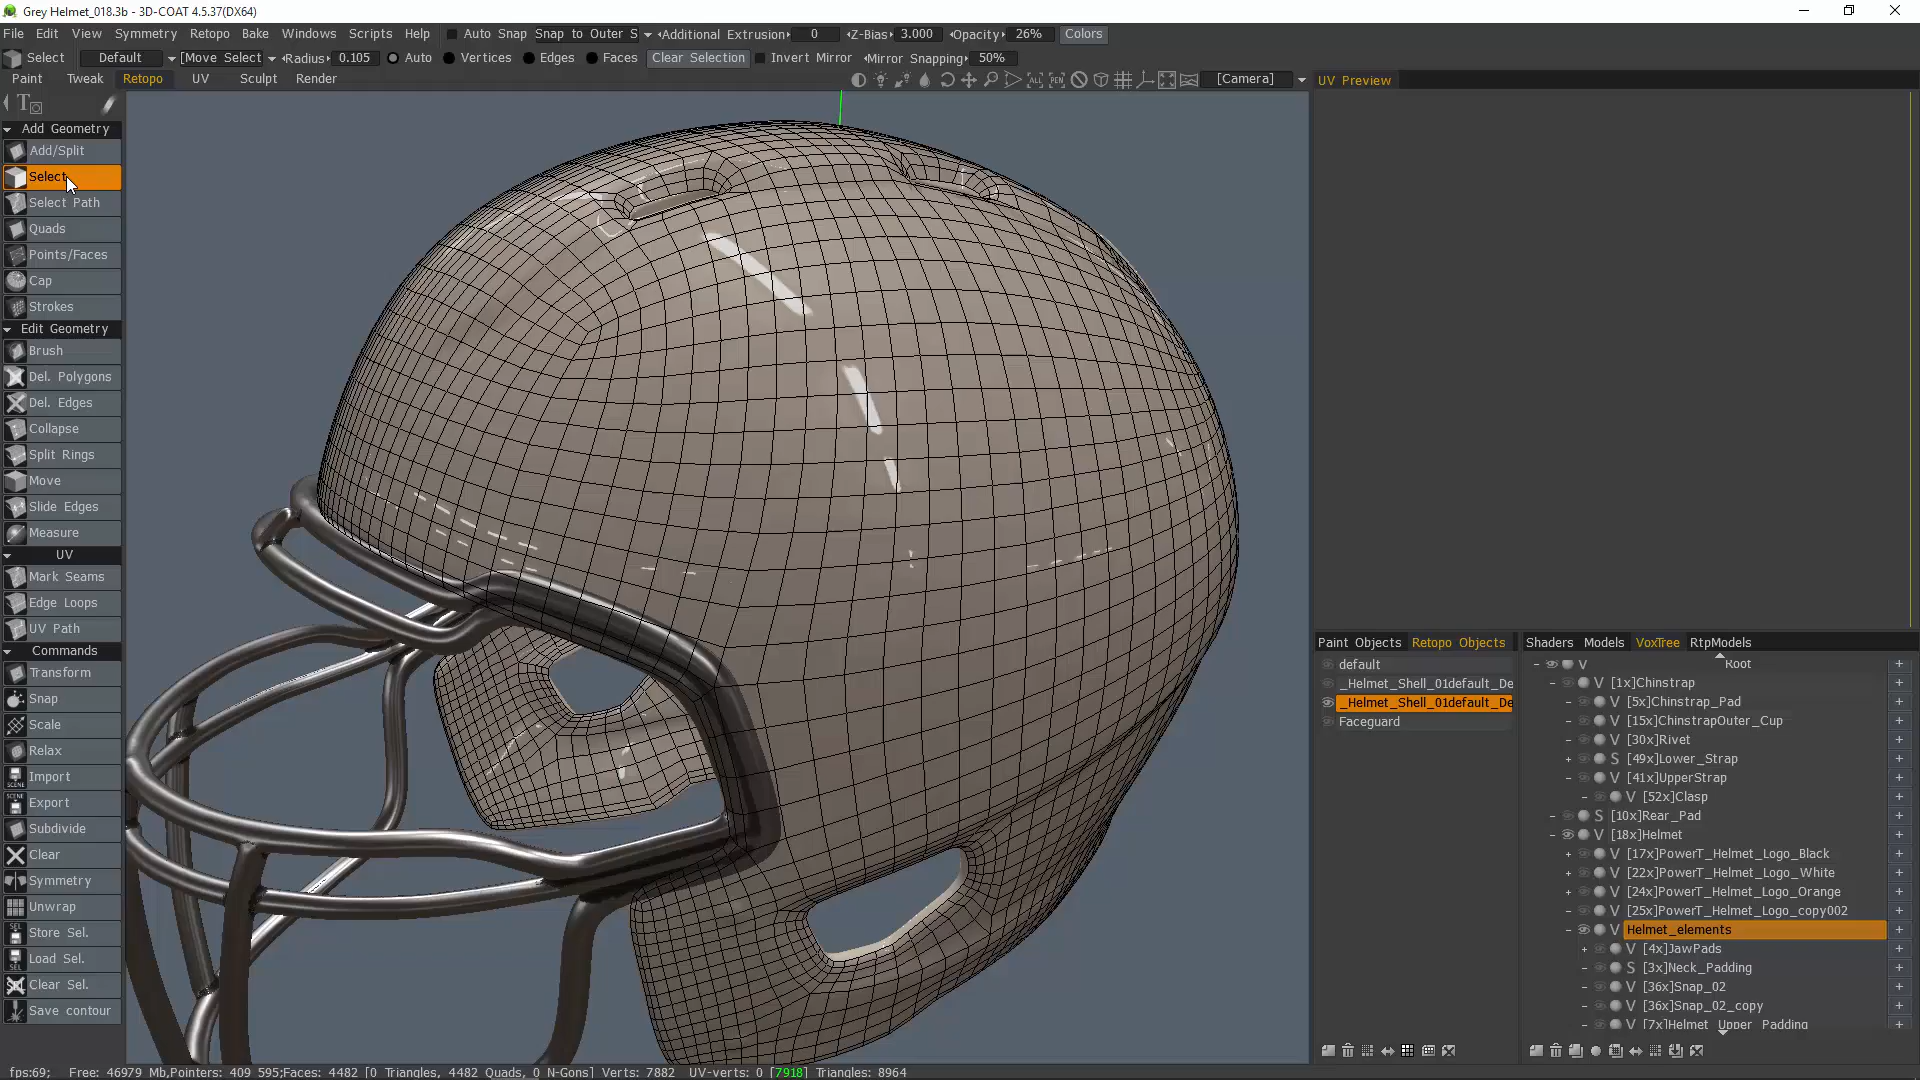 Grey Helmet_018.3b - 3D-COAT 4.5.37(DX64)
File Edit View Symmetry Retopo Bake Windows Scripts Help Auto Snap Snap to Outer S Additional Extrusion 0 Z-Bias 3.000 Opacity 26% Colors
Select Default [Move Select Radius 0.105 Auto Vertices Edges Faces Clear Selection Invert Mirror Mirror Snapping 50%
Paint Tweak Retopo UV Sculpt Render [Camera] UV Preview
Add Geometry
Add/Split
Select
Select Path
Quads
Points/Faces
Cap
Strokes
Edit Geometry
Brush
Del. Polygons
Del. Edges
Collapse
Split Rings
Move
Slide Edges
Measure
UV
Mark Seams
Edge Loops
UV Path
Commands
Transform
Snap
Scale
Relax
Import
Export
Subdivide
Clear
Symmetry
Unwrap
Store Sel.
Load Sel.
Clear Sel.
Save contour
Paint Objects Retopo Objects
default
_Helmet_Shell_01default_De
_Helmet_Shell_01default_De
Faceguard
Shaders Models VoxTree RtpModels
V Root
V [1x]Chinstrap
V [5x]Chinstrap_Pad
V [15x]ChinstrapOuter_Cup
V [30x]Rivet
S [49x]Lower_Strap
V [41x]UpperStrap
V [52x]Clasp
S [10x]Rear_Pad
V [18x]Helmet
V [17x]PowerT_Helmet_Logo_Black
V [22x]PowerT_Helmet_Logo_White
V [24x]PowerT_Helmet_Logo_Orange
V [25x]PowerT_Helmet_Logo_copy002
V Helmet_elements
V [4x]JawPads
S [3x]Neck_Padding
V [36x]Snap_02
V [36x]Snap_02_copy
V [7x]Helmet_Upper_Padding
fps:69; Free: 46979 Mb,Pointers: 409 595;Faces: 4482 [0 Triangles, 4482 Quads, 0 N-Gons] Verts: 7882 UV-verts: 0 [7918] Triangles: 8964